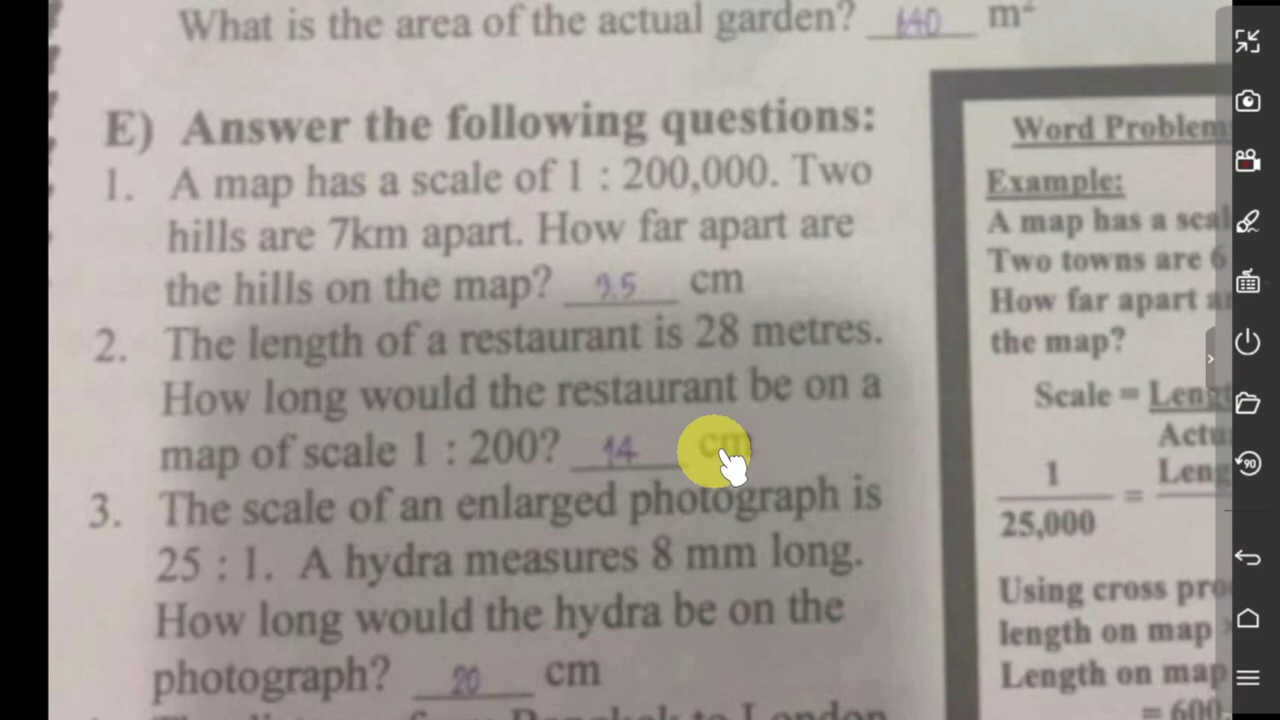 What is the area of the actual garden? 140 m²
E) Answer the following questions:
1. A map has a scale of 1 : 200,000. Two
hills are 7km apart. How far apart are
the hills on the map? 3.5 cm
2. The length of a restaurant is 28 metres.
How long would the restaurant be on a
map of scale 1 : 200? 14 cm
3. The scale of an enlarged photograph is
25 : 1. A hydra measures 8 mm long.
How long would the hydra be on the
photograph? 20 cm
Bangkok to London
Word Problem
Example:
A map has a scal
Two towns are 6
How far apart a
the map?
Scale = Lengt
Actu
1 = Leng
25,000
Using cross pro
length on map
Length on map
= 600
90